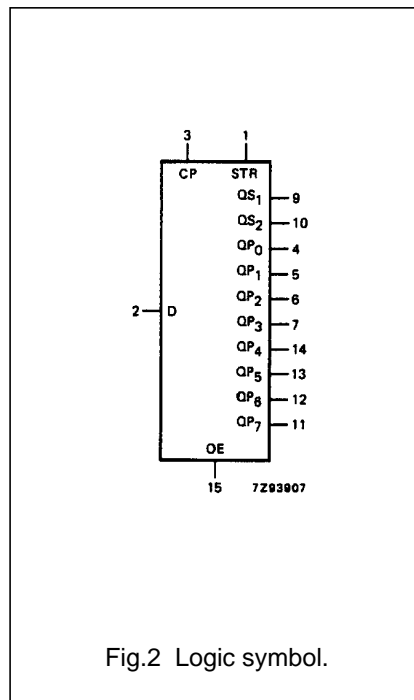 3 1
CP STR
QS1 9
QS2 10
QP0 4
QP1 5
QP2 6
2 D
QP3 7
QP4 14
QP5 13
QP6 12
QP7 11
OE
15 7Z93907
Fig.2 Logic symbol.